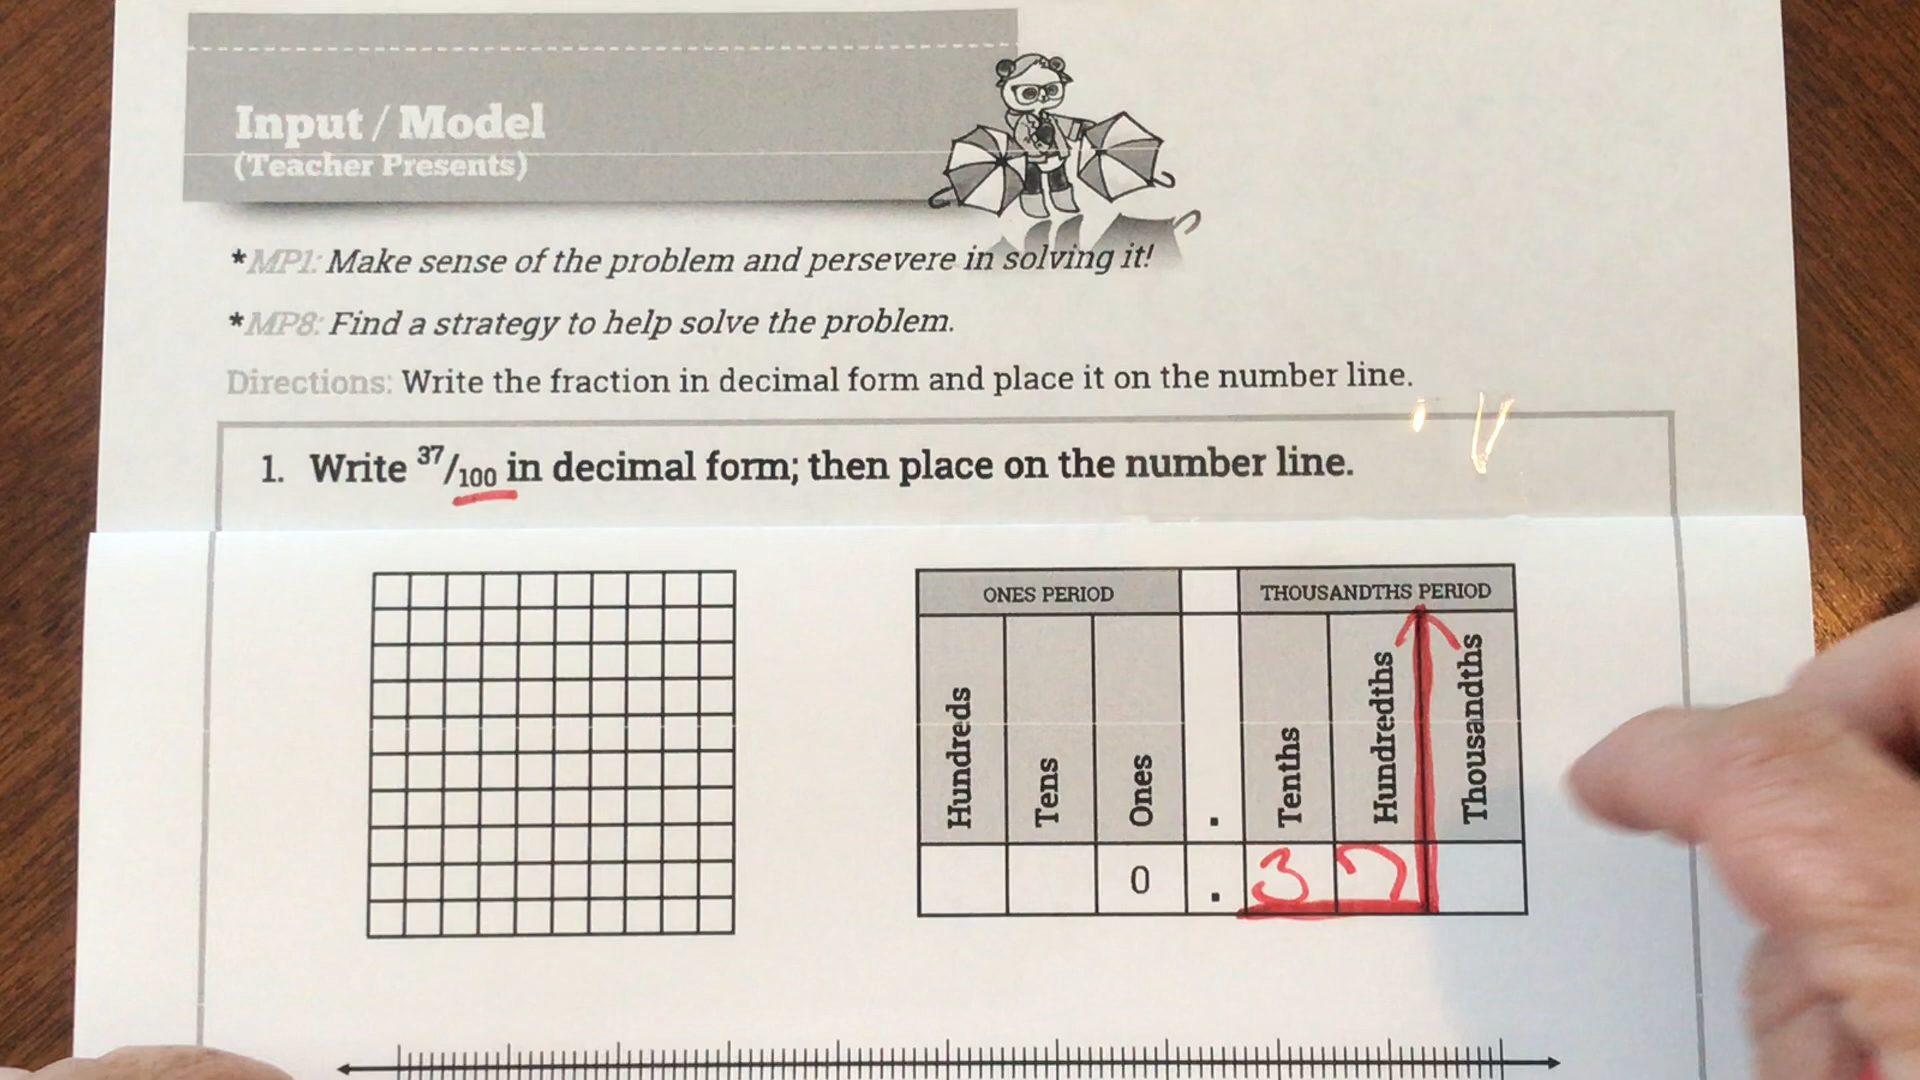 Input / Model
(Teacher Presents)
*MP1: Make sense of the problem and persevere in solving it!
*MP8: Find a strategy to help solve the problem.
Directions: Write the fraction in decimal form and place it on the number line.
1. Write 37/100 in decimal form; then place on the number line.
ONES PERIOD THOUSANDTHS PERIOD
Hundreds Tens Ones . Tenths Hundredths Thousandths
0 . 3 7